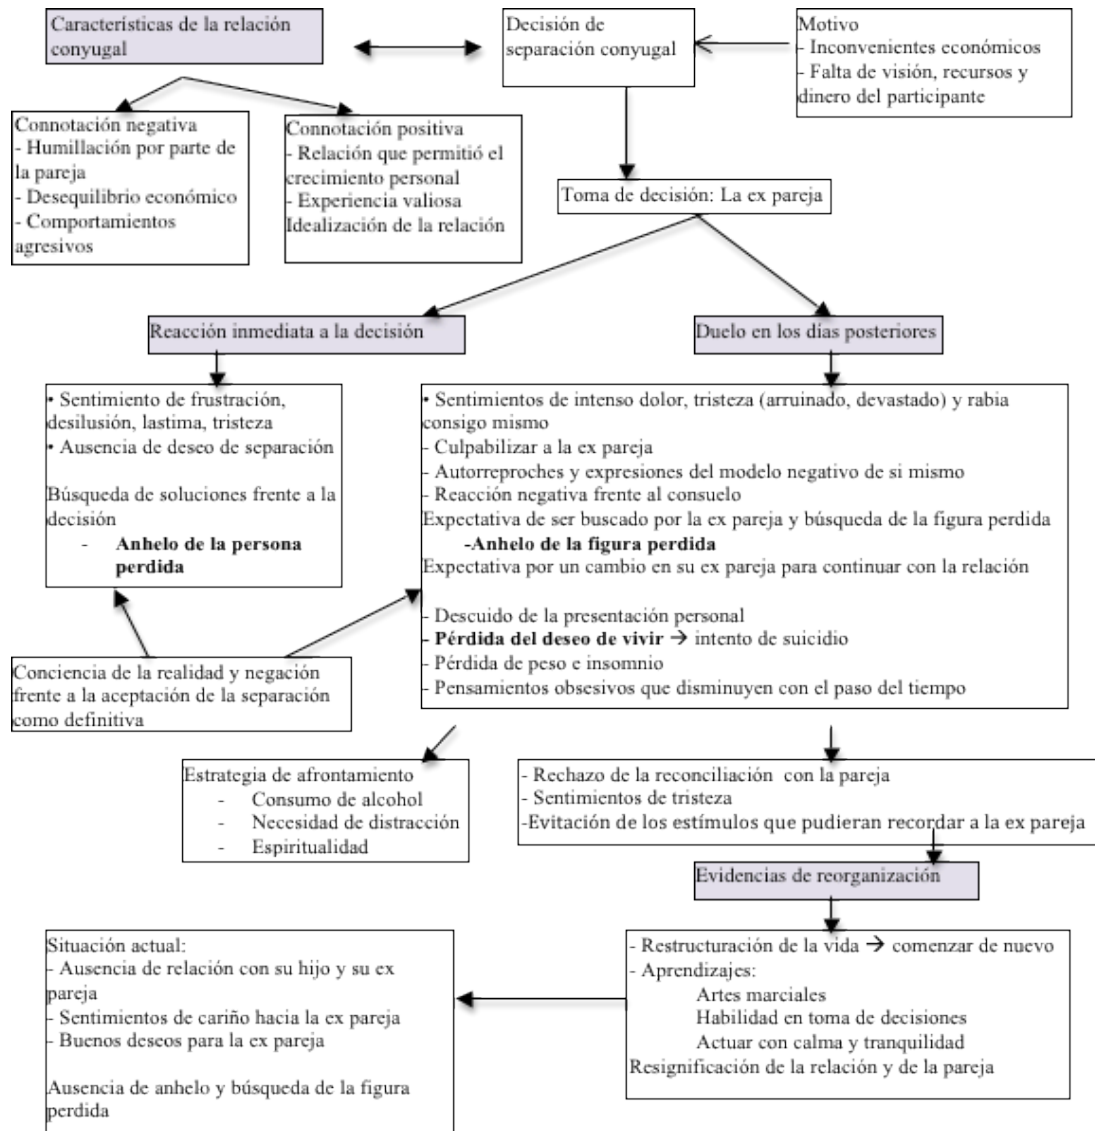 Características de la relación
conyugal
Decisión de
separación conyugal
Motivo
- Inconvenientes económicos
- Falta de visión, recursos y
dinero del participante
Connotación negativa
- Humillación por parte de
la pareja
- Desequilibrio económico
- Comportamientos
agresivos
Connotación positiva
- Relación que permitió el
crecimiento personal
- Experiencia valiosa
Idealización de la relación
Toma de decisión: La ex pareja
Reacción inmediata a la decisión
Duelo en los días posteriores
• Sentimiento de frustración,
desilusión, lastima, tristeza
• Ausencia de deseo de separación
Búsqueda de soluciones frente a la
decisión
- Anhelo de la persona
perdida
• Sentimientos de intenso dolor, tristeza (arruinado, devastado) y rabia
consigo mismo
- Culpabilizar a la ex pareja
- Autorreproches y expresiones del modelo negativo de si mismo
- Reacción negativa frente al consuelo
Expectativa de ser buscado por la ex pareja y búsqueda de la figura perdida
-Anhelo de la figura perdida
Expectativa por un cambio en su ex pareja para continuar con la relación
- Descuido de la presentación personal
- Pérdida del deseo de vivir → intento de suicidio
- Pérdida de peso e insomnio
- Pensamientos obsesivos que disminuyen con el paso del tiempo
Conciencia de la realidad y negación
frente a la aceptación de la separación
como definitiva
Estrategia de afrontamiento
- Consumo de alcohol
- Necesidad de distracción
- Espiritualidad
- Rechazo de la reconciliación con la pareja
- Sentimientos de tristeza
-Evitación de los estímulos que pudieran recordar a la ex pareja
Evidencias de reorganización
- Restructuración de la vida → comenzar de nuevo
- Aprendizajes:
Artes marciales
Habilidad en toma de decisiones
Actuar con calma y tranquilidad
Resignificación de la relación y de la pareja
Situación actual:
- Ausencia de relación con su hijo y su ex
pareja
- Sentimientos de cariño hacia la ex pareja
- Buenos deseos para la ex pareja
Ausencia de anhelo y búsqueda de la figura
perdida